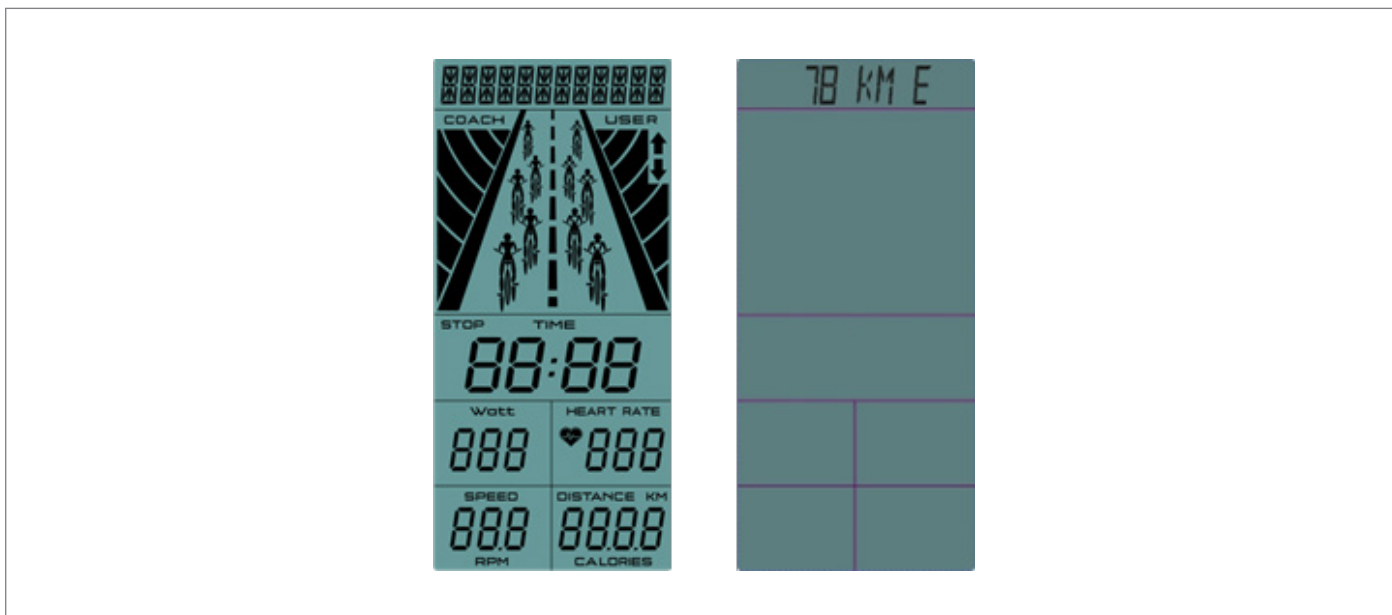 COACH USER
STOP TIME
88:88
Watt HEART RATE
888 888
SPEED DISTANCE KM
88.8 88.8.8
RPM CALORIES
78 KM E